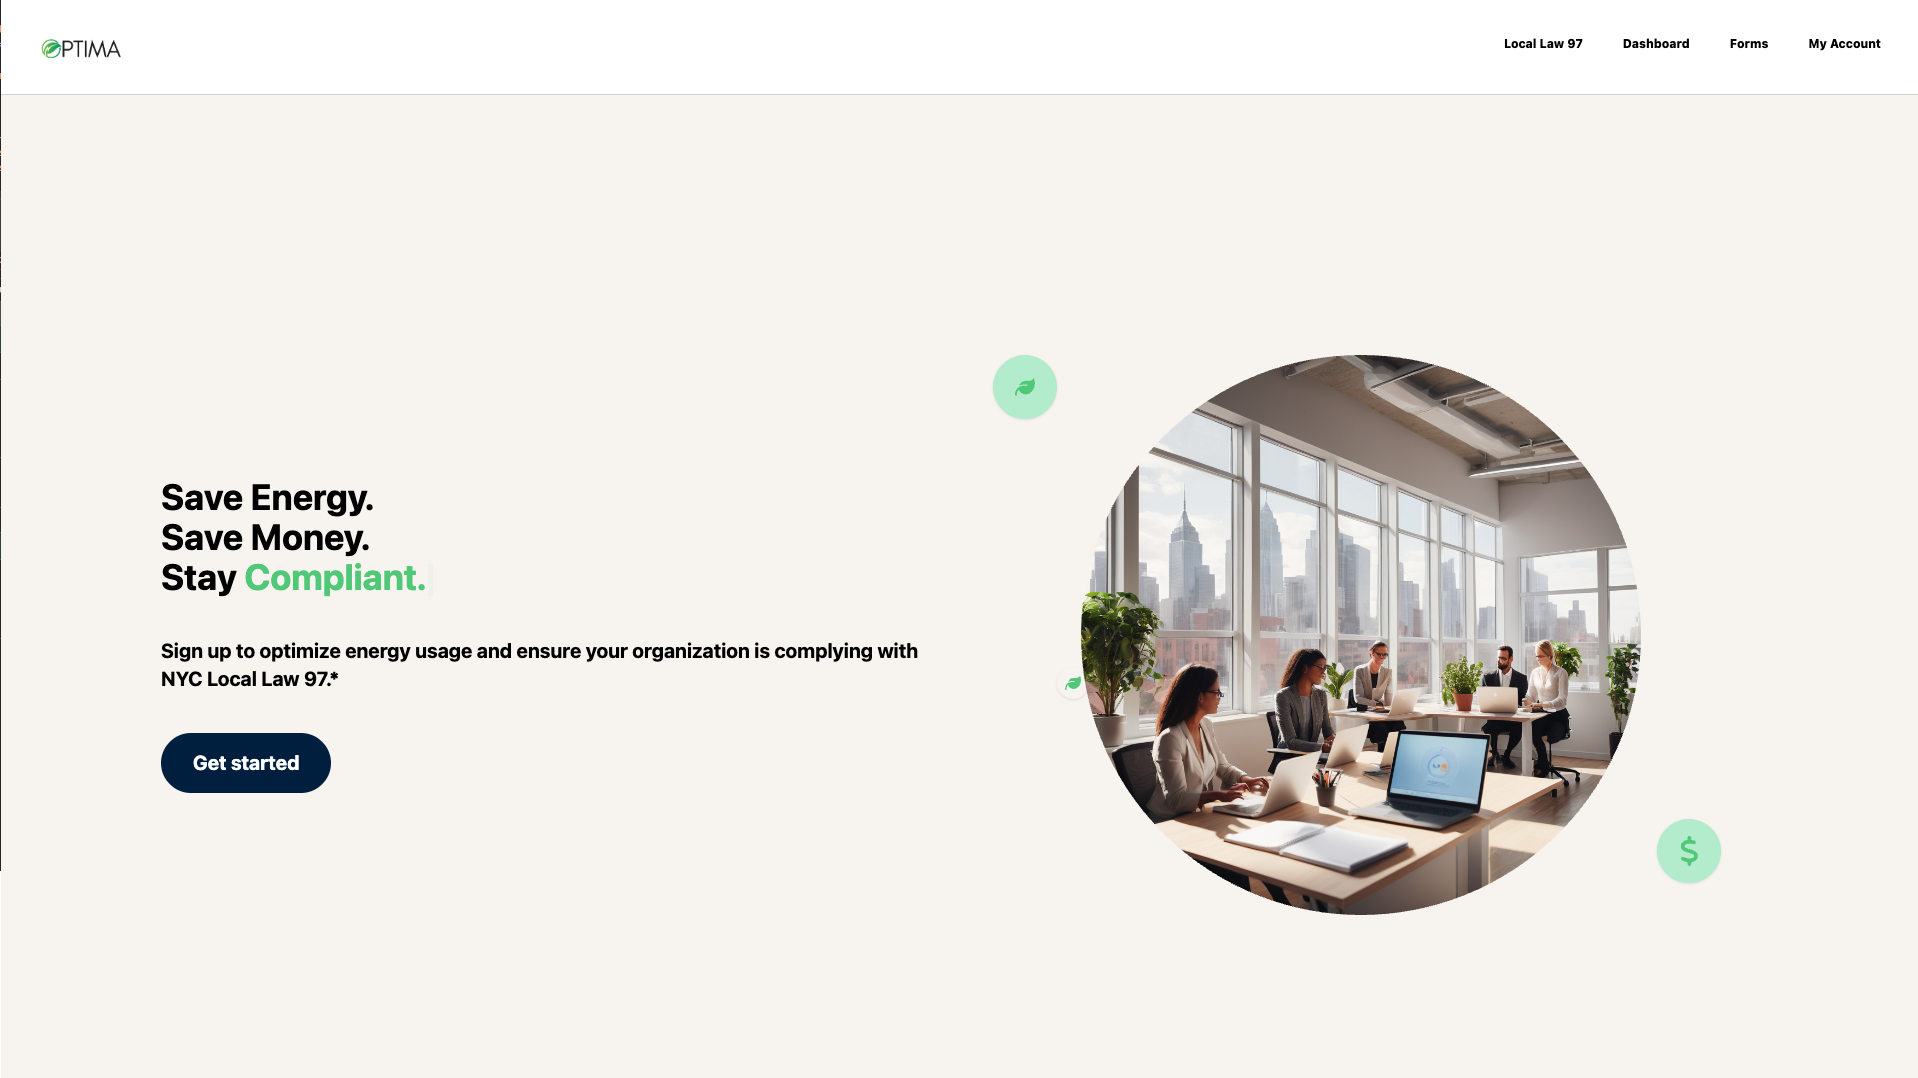 OPTIMA
Local Law 97
Dashboard
Forms
My Account
Save Energy.
Save Money.
Stay Compliant.
Sign up to optimize energy usage and ensure your organization is complying with
NYC Local Law 97.*
Get started
$